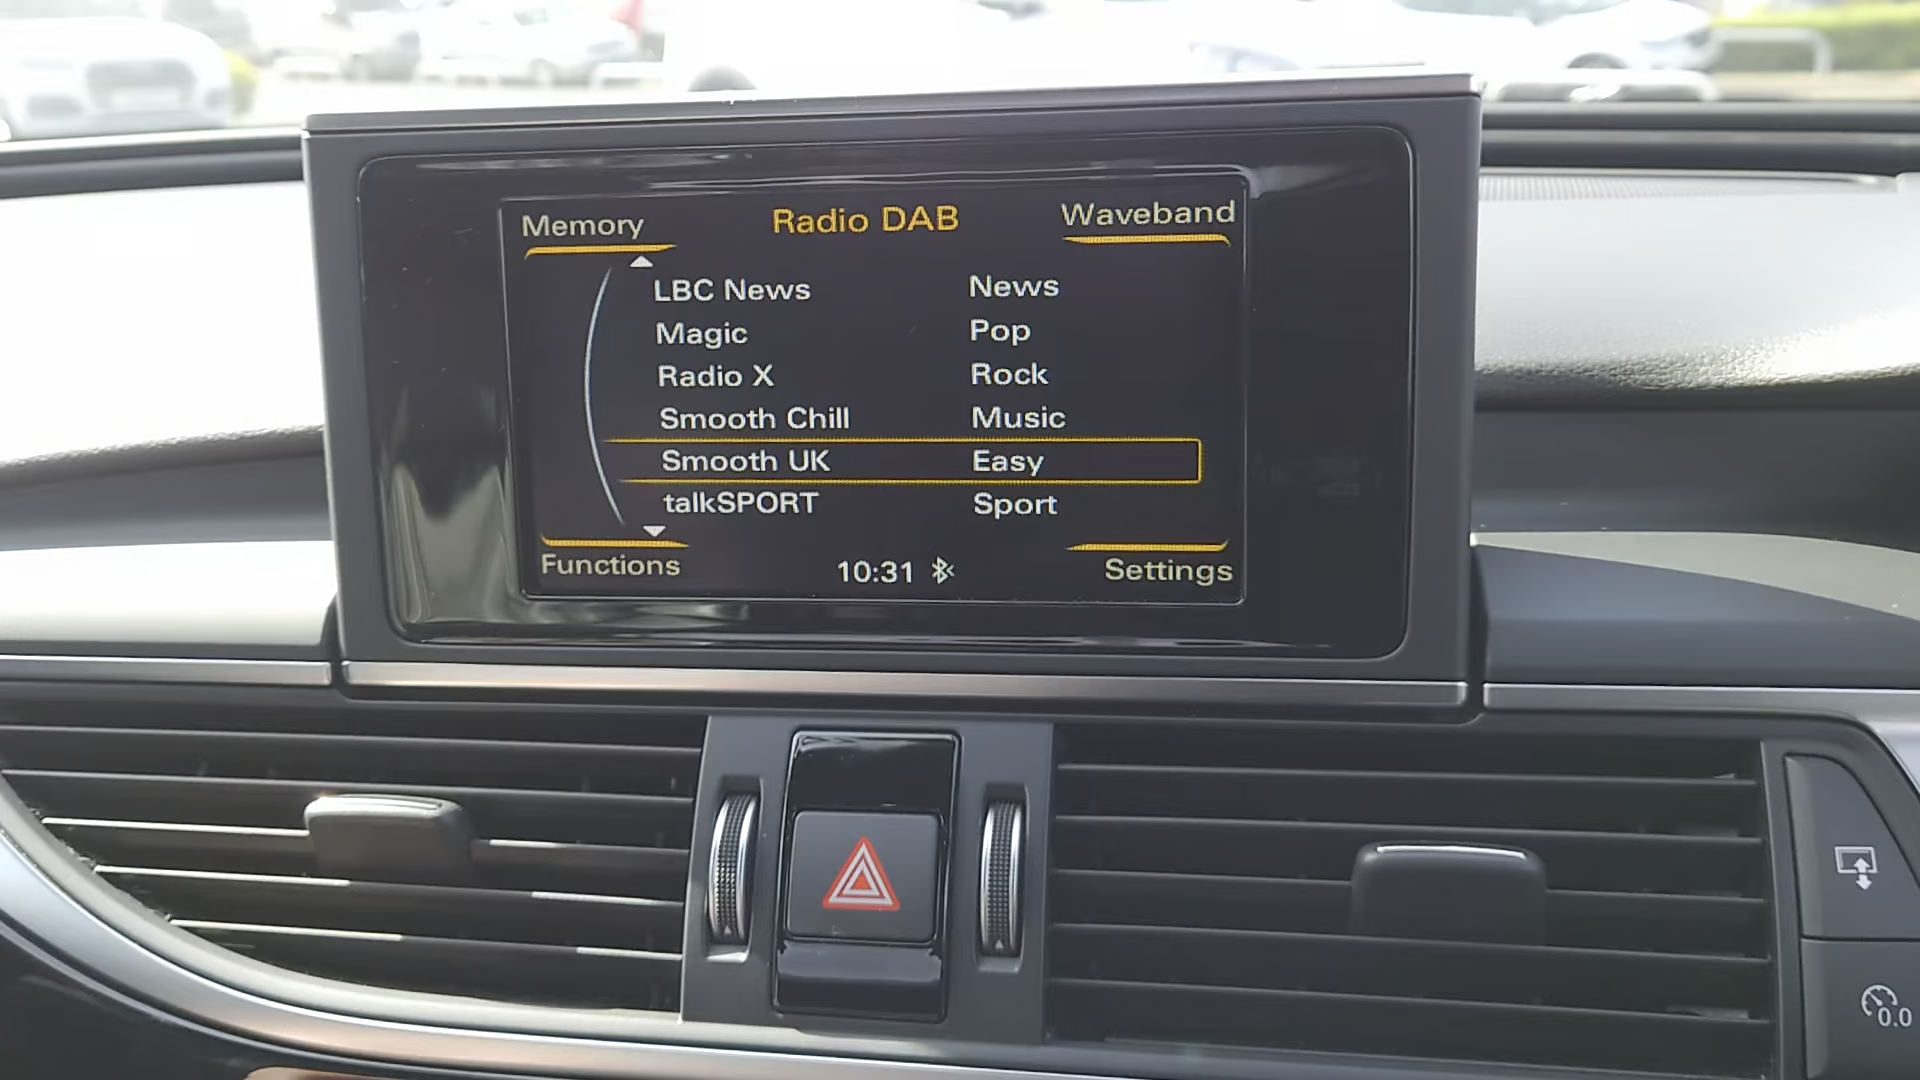 Memory Radio DAB Waveband
LBC News News
Magic Pop
Radio X Rock
Smooth Chill Music
Smooth UK Easy
talkSPORT Sport
Functions 10:31 Settings
0.0